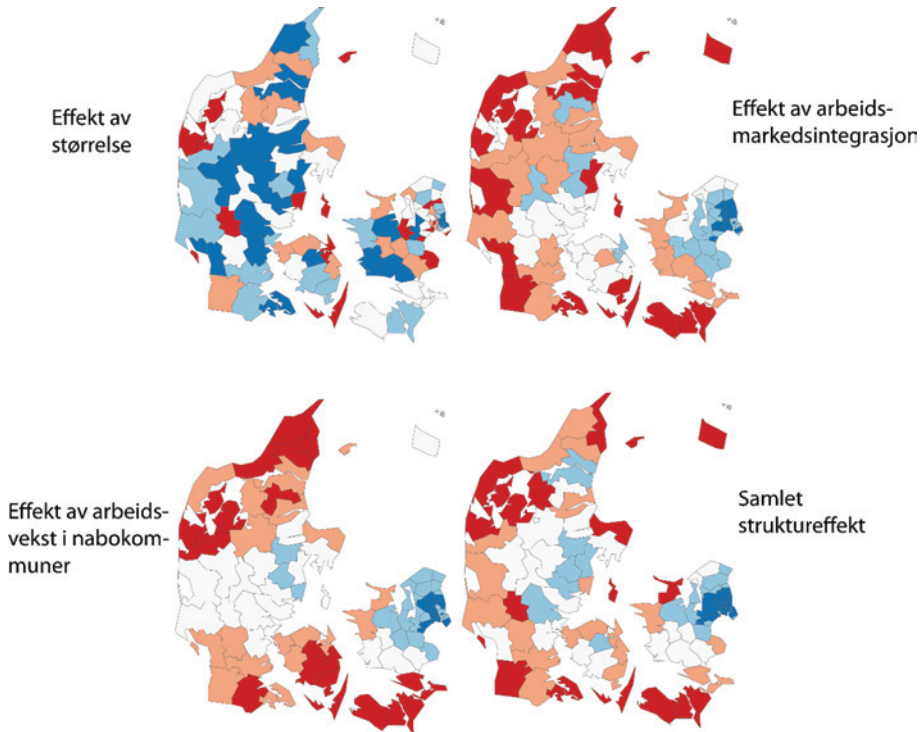 Effekt av
størrelse
Effekt av arbeids-
markedsintegrasjon
Effekt av arbeids-
vekst i nabokom-
muner
Samlet
struktureffekt